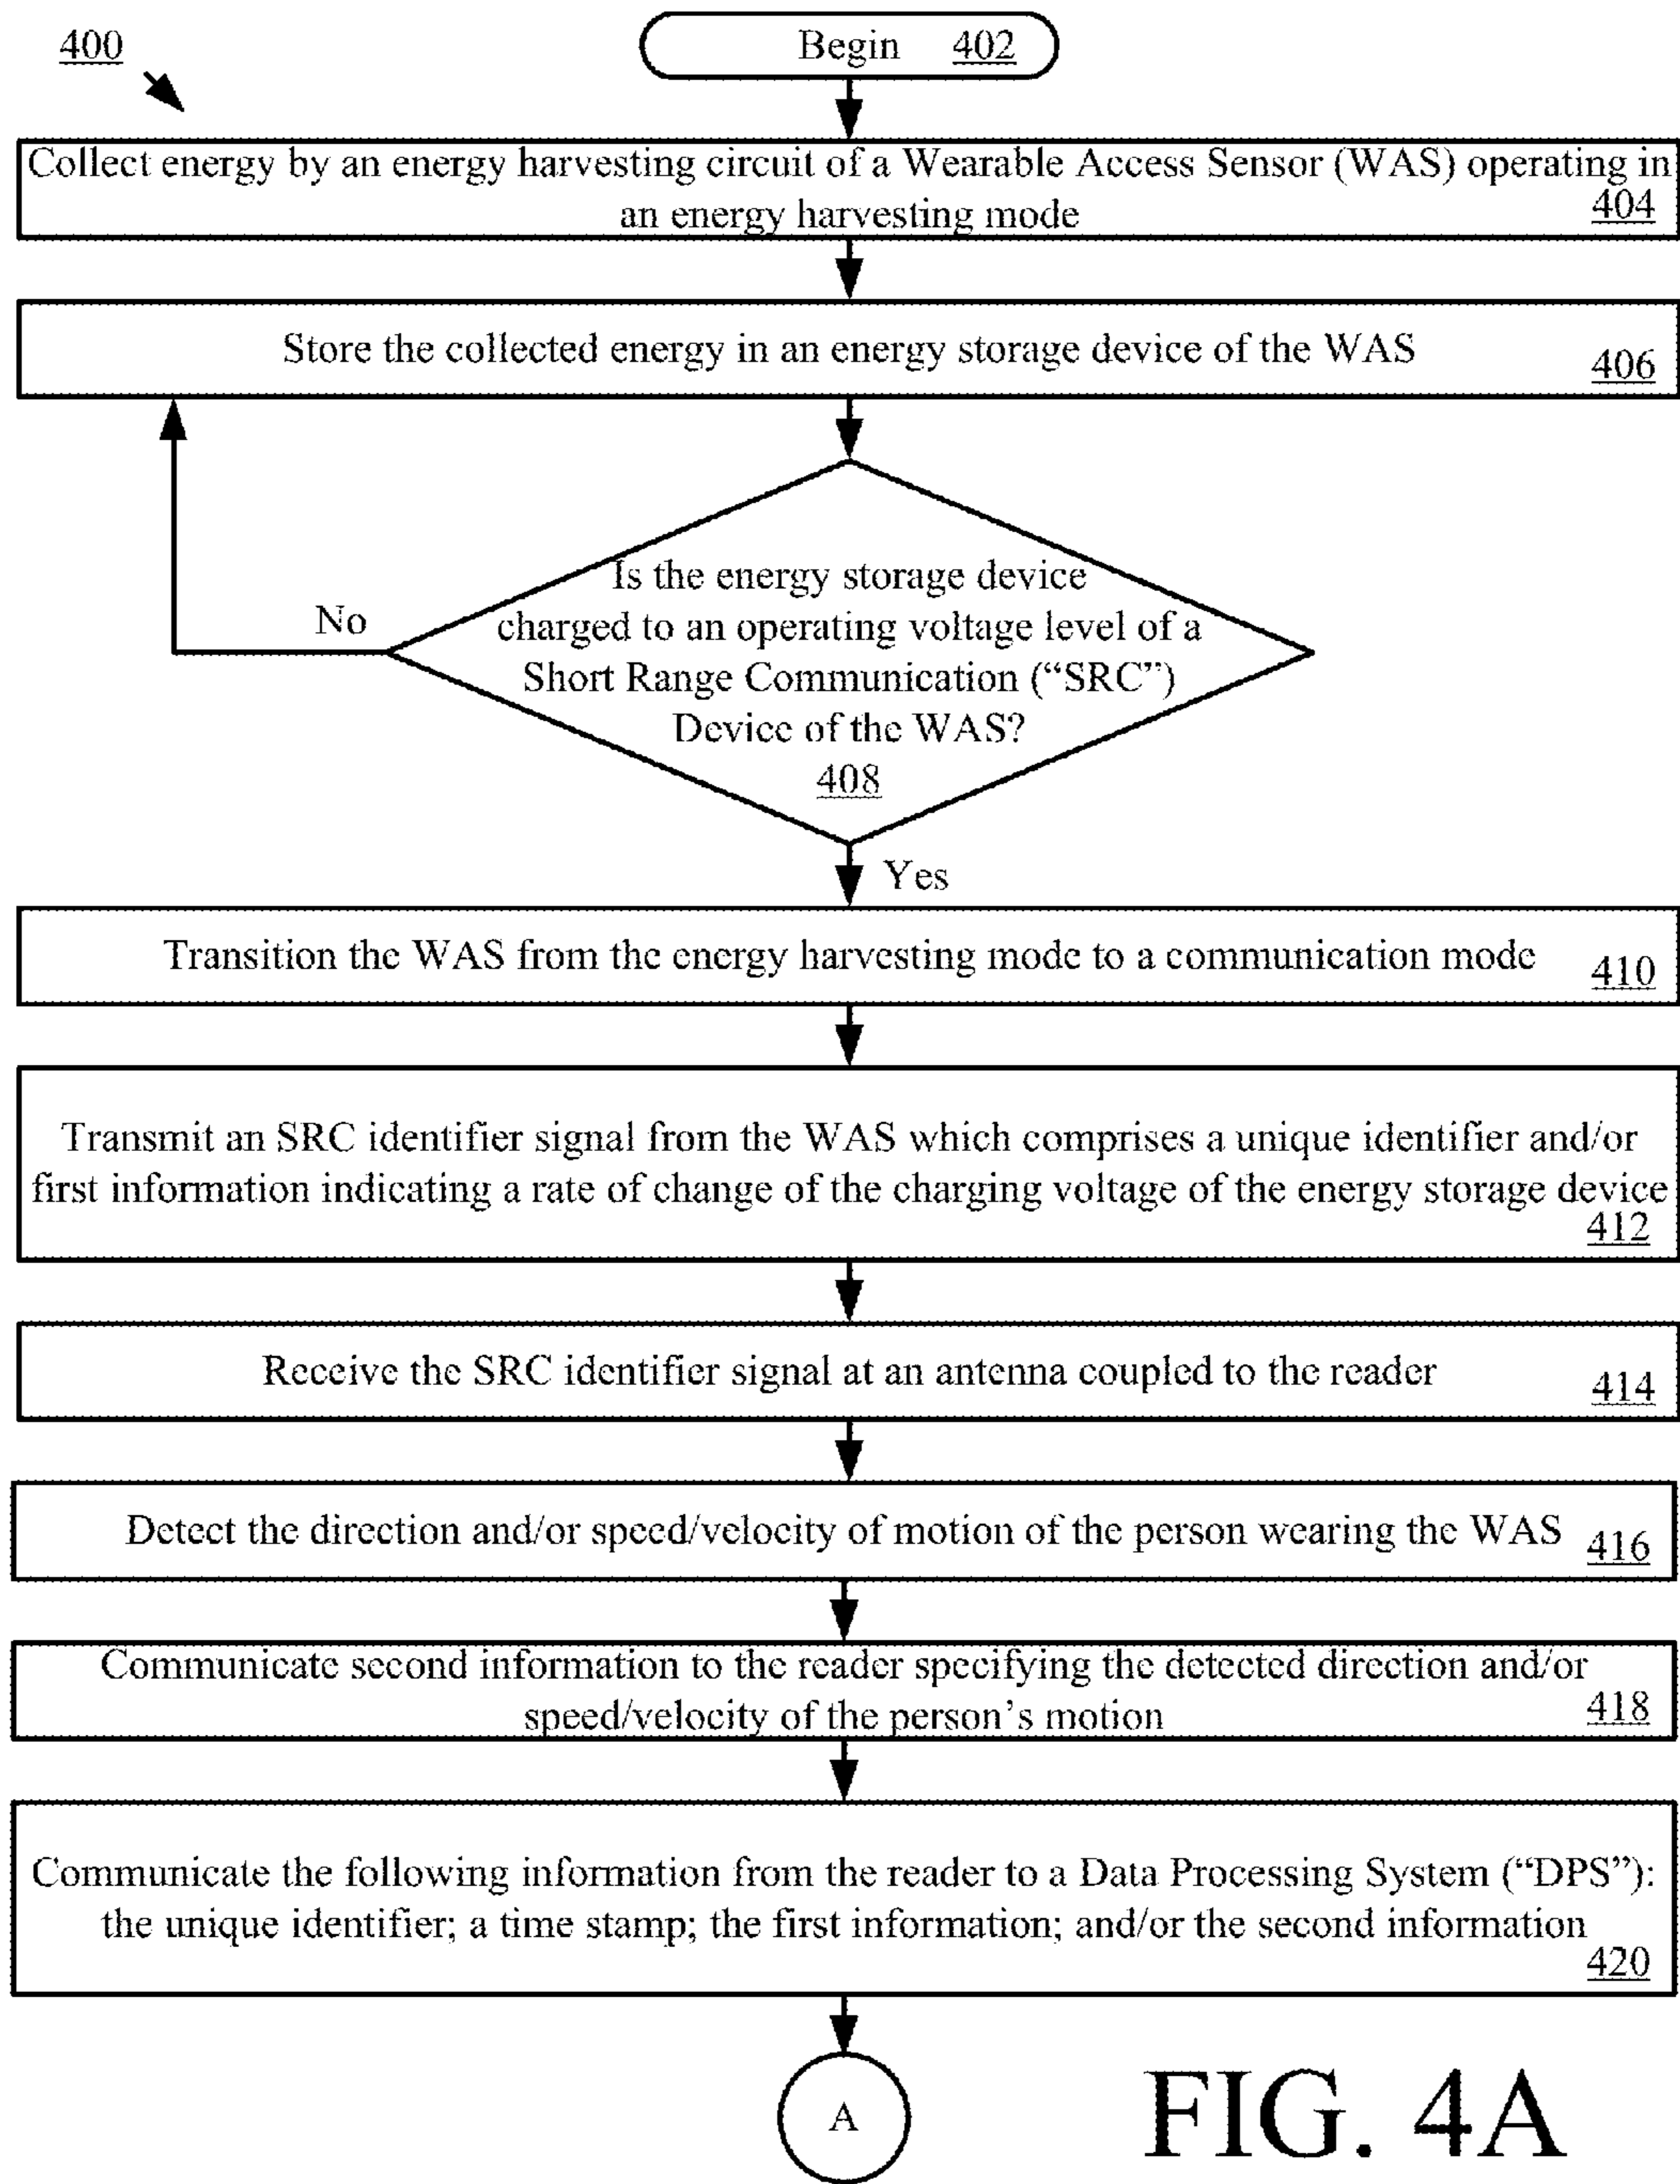 400
Begin 402
Collect energy by an energy harvesting circuit of a Wearable Access Sensor (WAS) operating in
an energy harvesting mode 404
Store the collected energy in an energy storage device of the WAS 406
Is the energy storage device
charged to an operating voltage level of a
Short Range Communication (“SRC”)
Device of the WAS?
408
No
Yes
Transition the WAS from the energy harvesting mode to a communication mode 410
Transmit an SRC identifier signal from the WAS which comprises a unique identifier and/or
first information indicating a rate of change of the charging voltage of the energy storage device
412
Receive the SRC identifier signal at an antenna coupled to the reader 414
Detect the direction and/or speed/velocity of motion of the person wearing the WAS 416
Communicate second information to the reader specifying the detected direction and/or
speed/velocity of the person’s motion 418
Communicate the following information from the reader to a Data Processing System (“DPS”):
the unique identifier; a time stamp; the first information; and/or the second information
420
A
FIG. 4A